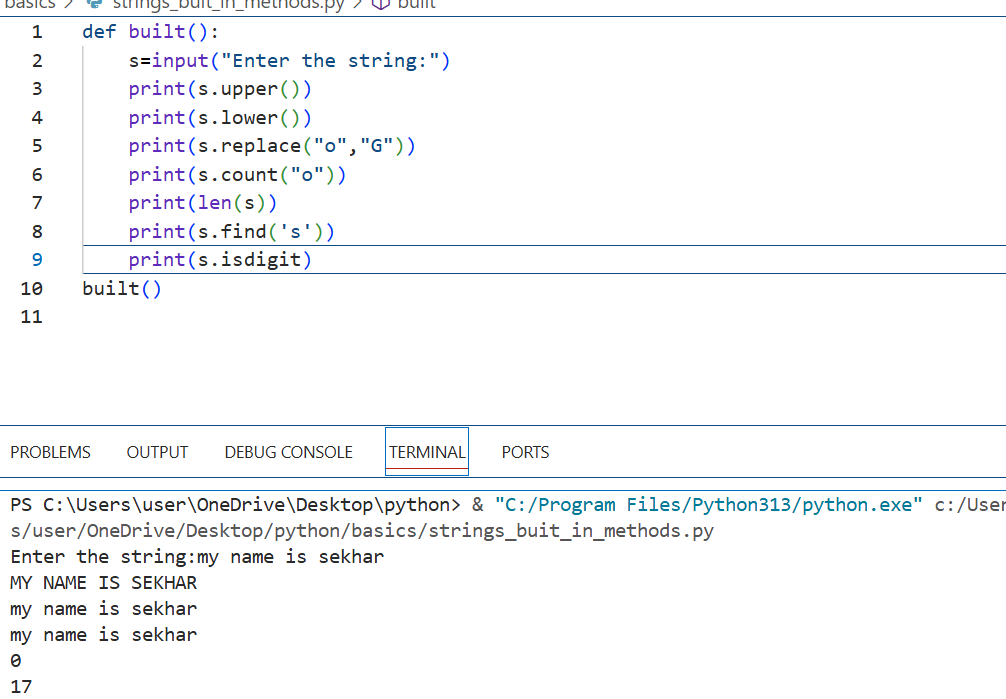 basics > strings_buit_in_methods.py > built
1 def built():
2     s=input("Enter the string:")
3     print(s.upper())
4     print(s.lower())
5     print(s.replace("o","G"))
6     print(s.count("o"))
7     print(len(s))
8     print(s.find('s'))
9     print(s.isdigit)
10 built()
11
PROBLEMS OUTPUT DEBUG CONSOLE TERMINAL PORTS
PS C:\Users\user\OneDrive\Desktop\python> & "C:/Program Files/Python313/python.exe" c:/User
s/user/OneDrive/Desktop/python/basics/strings_buit_in_methods.py
Enter the string:my name is sekhar
MY NAME IS SEKHAR
my name is sekhar
my name is sekhar
0
17